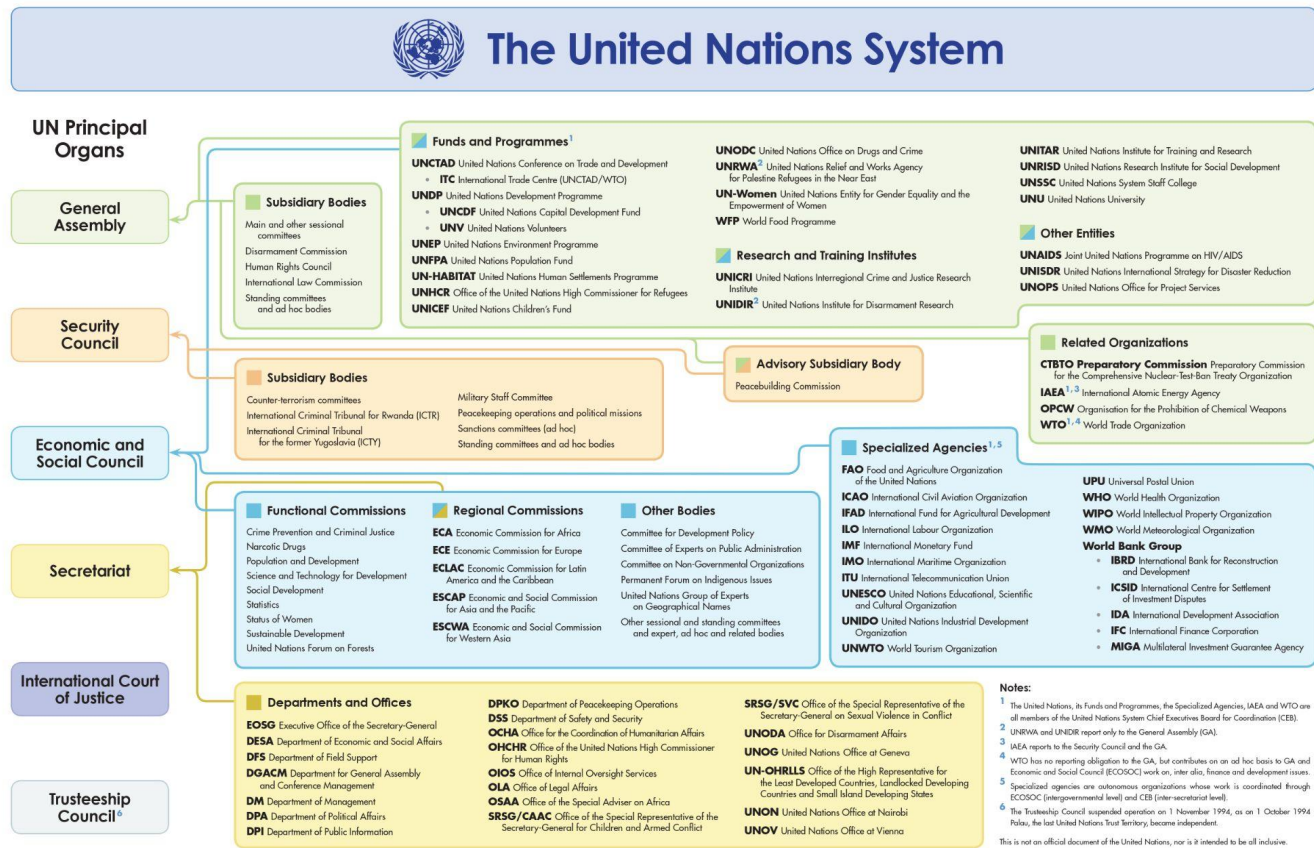 The United Nations System
UN Principal
Organs
General
Assembly
Security
Council
Economic and
Social Council
Secretariat
International Court
of Justice
Trusteeship
Council6
Subsidiary Bodies
Main and other sessional
committees
Disarmament Commission
Human Rights Council
International Law Commission
Standing committees
and ad hoc bodies
Funds and Programmes1
UNCTAD United Nations Conference on Trade and Development
• ITC International Trade Centre (UNCTAD/WTO)
UNDP United Nations Development Programme
• UNCDF United Nations Capital Development Fund
• UNV United Nations Volunteers
UNEP United Nations Environment Programme
UNFPA United Nations Population Fund
UN-HABITAT United Nations Human Settlements Programme
UNHCR Office of the United Nations High Commissioner for Refugees
UNICEF United Nations Children's Fund
UNODC United Nations Office on Drugs and Crime
UNRWA2 United Nations Relief and Works Agency
for Palestine Refugees in the Near East
UN-Women United Nations Entity for Gender Equality and the
Empowerment of Women
WFP World Food Programme
Research and Training Institutes
UNICRI United Nations Interregional Crime and Justice Research
Institute
UNIDIR2 United Nations Institute for Disarmament Research
UNITAR United Nations Institute for Training and Research
UNRISD United Nations Research Institute for Social Development
UNSSC United Nations System Staff College
UNU United Nations University
Other Entities
UNAIDS Joint United Nations Programme on HIV/AIDS
UNISDR United Nations International Strategy for Disaster Reduction
UNOPS United Nations Office for Project Services
Subsidiary Bodies
Counter-terrorism committees
International Criminal Tribunal for Rwanda (ICTR)
International Criminal Tribunal
for the former Yugoslavia (ICTY)
Military Staff Committee
Peacekeeping operations and political missions
Sanctions committees (ad hoc)
Standing committees and ad hoc bodies
Advisory Subsidiary Body
Peacebuilding Commission
Related Organizations
CTBTO Preparatory Commission Preparatory Commission
for the Comprehensive Nuclear-Test-Ban Treaty Organization
IAEA1,3 International Atomic Energy Agency
OPCW Organisation for the Prohibition of Chemical Weapons
WTO1,4 World Trade Organization
Functional Commissions
Crime Prevention and Criminal Justice
Narcotic Drugs
Population and Development
Science and Technology for Development
Social Development
Statistics
Status of Women
Sustainable Development
United Nations Forum on Forests
Regional Commissions
ECA Economic Commission for Africa
ECE Economic Commission for Europe
ECLAC Economic Commission for Latin
America and the Caribbean
ESCAP Economic and Social Commission
for Asia and the Pacific
ESCWA Economic and Social Commission
for Western Asia
Other Bodies
Committee for Development Policy
Committee of Experts on Public Administration
Committee on Non-Governmental Organizations
Permanent Forum on Indigenous Issues
United Nations Group of Experts
on Geographical Names
Other sessional and standing committees
and expert, ad hoc and related bodies
Specialized Agencies1,5
FAO Food and Agriculture Organization
of the United Nations
ICAO International Civil Aviation Organization
IFAD International Fund for Agricultural Development
ILO International Labour Organization
IMF International Monetary Fund
IMO International Maritime Organization
ITU International Telecommunication Union
UNESCO United Nations Educational, Scientific
and Cultural Organization
UNIDO United Nations Industrial Development
Organization
UNWTO World Tourism Organization
UPU Universal Postal Union
WHO World Health Organization
WIPO World Intellectual Property Organization
WMO World Meteorological Organization
World Bank Group
• IBRD International Bank for Reconstruction
and Development
• ICSID International Centre for Settlement
of Investment Disputes
• IDA International Development Association
• IFC International Finance Corporation
• MIGA Multilateral Investment Guarantee Agency
Departments and Offices
EOSG Executive Office of the Secretary-General
DESA Department of Economic and Social Affairs
DFS Department of Field Support
DGACM Department for General Assembly
and Conference Management
DM Department of Management
DPA Department of Political Affairs
DPI Department of Public Information
DPKO Department of Peacekeeping Operations
DSS Department of Safety and Security
OCHA Office for the Coordination of Humanitarian Affairs
OHCHR Office of the United Nations High Commissioner
for Human Rights
OIOS Office of Internal Oversight Services
OLA Office of Legal Affairs
OSAA Office of the Special Adviser on Africa
SRSG/CAAC Office of the Special Representative of the
Secretary-General for Children and Armed Conflict
SRSG/SVC Office of the Special Representative of the
Secretary-General on Sexual Violence in Conflict
UNODA Office for Disarmament Affairs
UNOG United Nations Office at Geneva
UN-OHRLLS Office of the High Representative for
the Least Developed Countries, Landlocked Developing
Countries and Small Island Developing States
UNON United Nations Office at Nairobi
UNOV United Nations Office at Vienna
Notes:
1 The United Nations, its Funds and Programmes, the Specialized Agencies, IAEA and WTO are
all members of the United Nations System Chief Executives Board for Coordination (CEB).
2 UNRWA and UNIDIR report only to the General Assembly (GA).
3 IAEA reports to the Security Council and the GA.
4 WTO has no reporting obligation to the GA, but contributes on an ad hoc basis to GA and
Economic and Social Council (ECOSOC) work on, inter alia, finance and development issues.
5 Specialized agencies are autonomous organizations whose work is coordinated through
ECOSOC (intergovernmental level) and CEB (inter-secretariat level).
6 The Trusteeship Council suspended operation on 1 November 1994, as on 1 October 1994
Palau, the last United Nations Trust Territory, became independent.
This is not an official document of the United Nations, nor is it intended to be all inclusive.